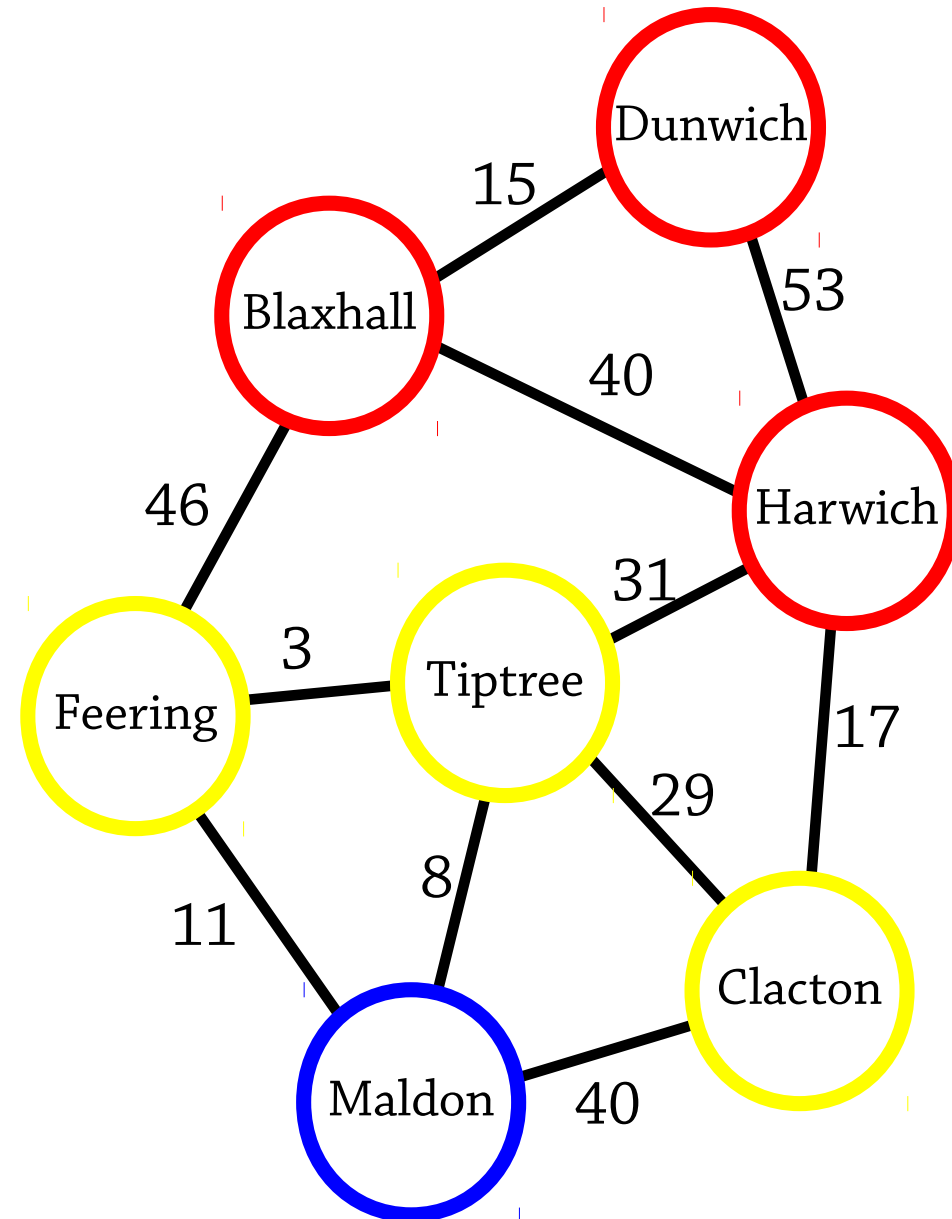 Dunwich
15
53
Blaxhall
40
46
Harwich
31
3
Tiptree
Feering
17
29
8
11
Clacton
Maldon
40